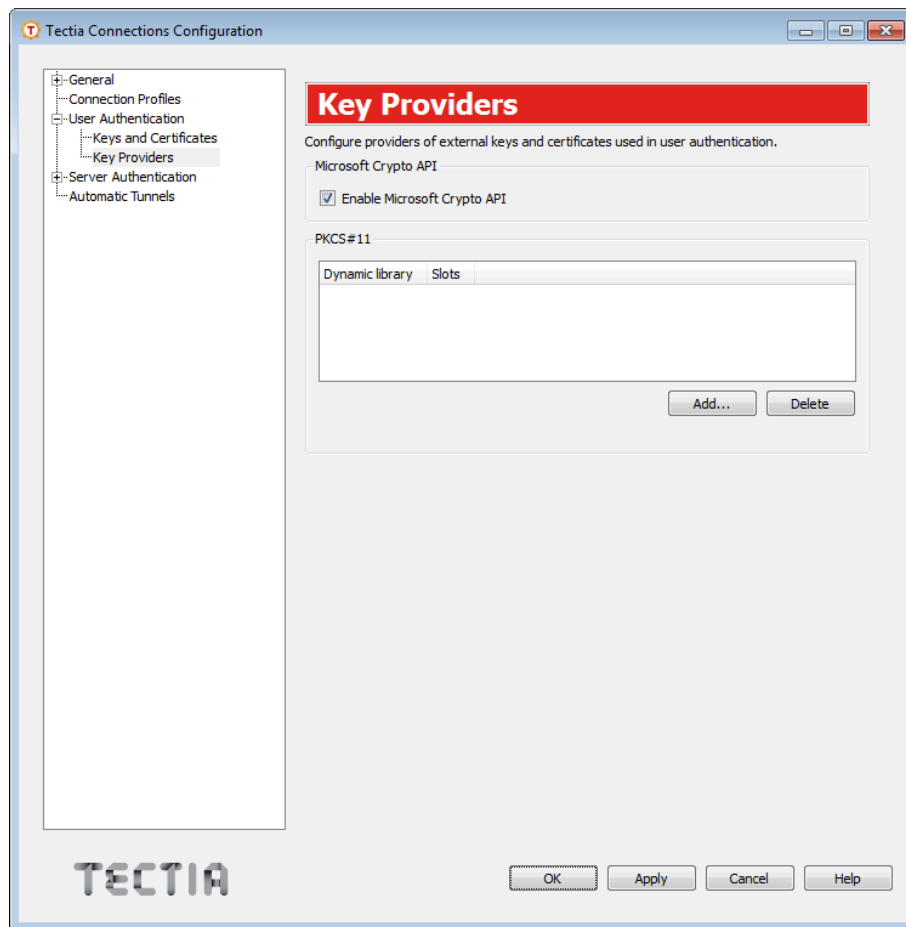 Tectia Connections Configuration
General
Connection Profiles
User Authentication
Keys and Certificates
Key Providers
Server Authentication
Automatic Tunnels
Key Providers
Configure providers of external keys and certificates used in user authentication.
Microsoft Crypto API
Enable Microsoft Crypto API
PKCS#11
Dynamic library Slots
Add... Delete
TECTIA
OK Apply Cancel Help